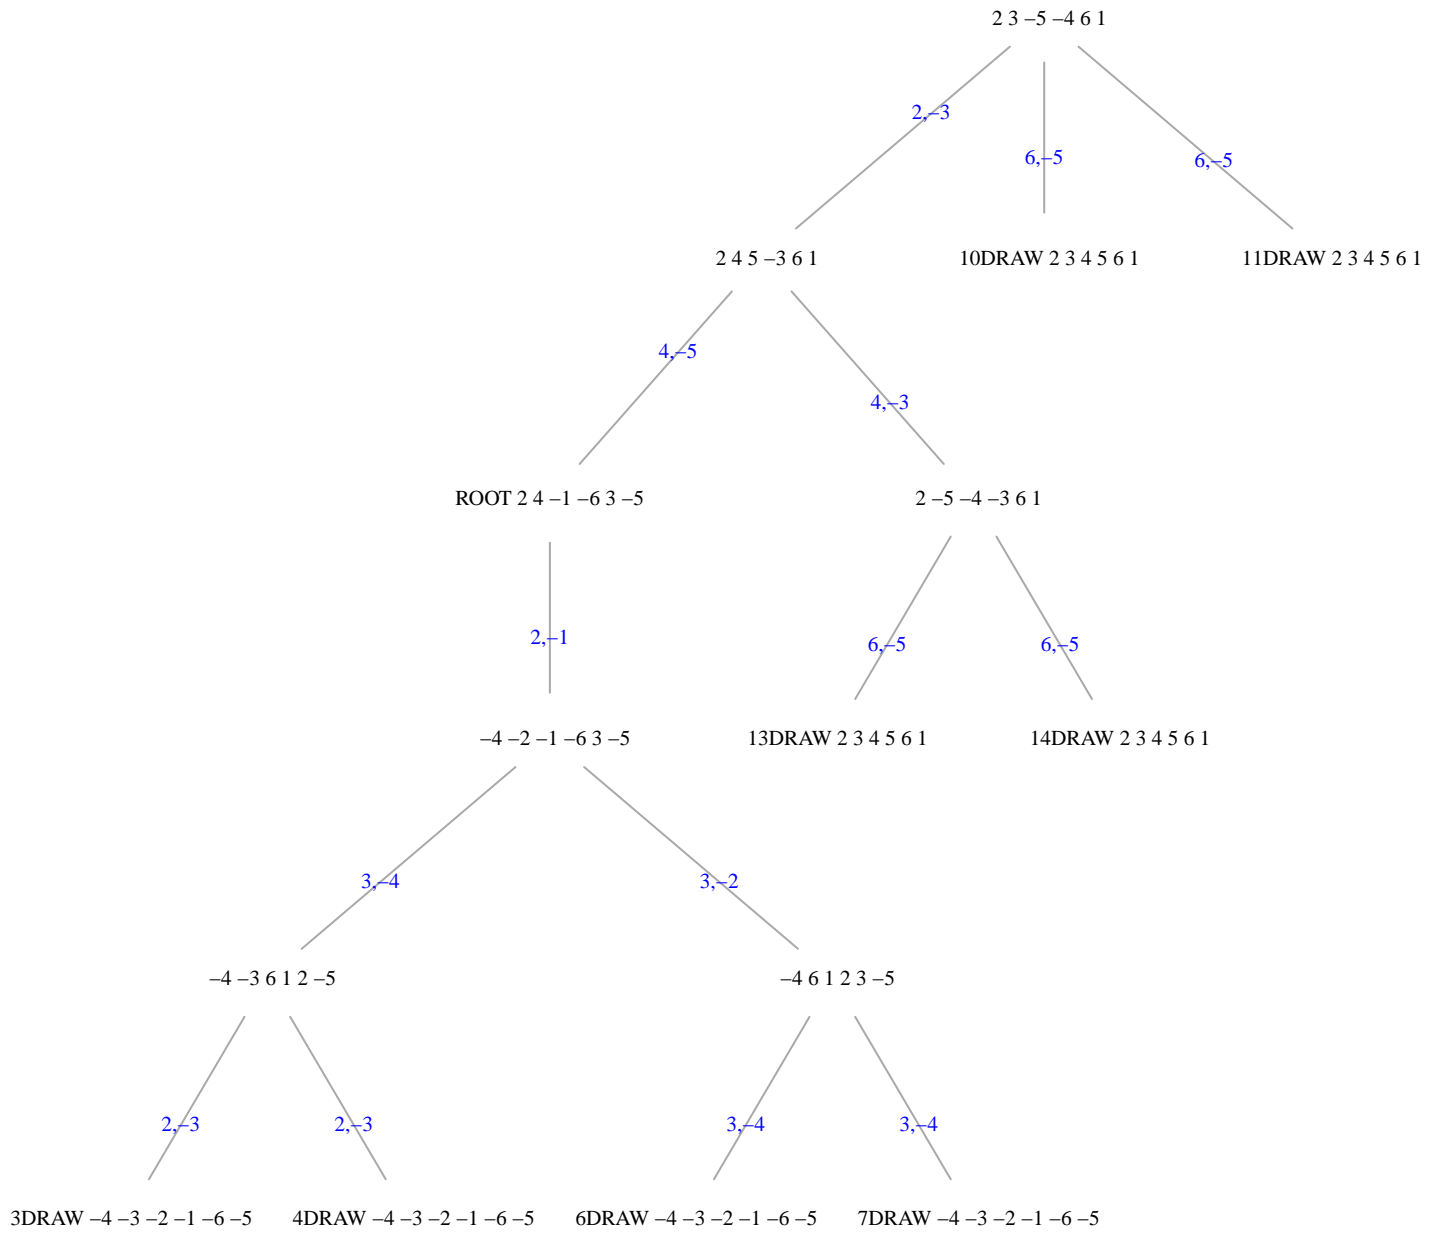 2 3 –5 –4 6 1
2,–3
6,–5
6,–5
2 4 5 –3 6 1
10DRAW 2 3 4 5 6 1
11DRAW 2 3 4 5 6 1
4,–5
4,–3
ROOT 2 4 –1 –6 3 –5
2 –5 –4 –3 6 1
2,–1
6,–5
6,–5
–4 –2 –1 –6 3 –5
13DRAW 2 3 4 5 6 1
14DRAW 2 3 4 5 6 1
3,–4
3,–2
–4 –3 6 1 2 –5
–4 6 1 2 3 –5
2,–3
2,–3
3,–4
3,–4
3DRAW –4 –3 –2 –1 –6 –5
4DRAW –4 –3 –2 –1 –6 –5
6DRAW –4 –3 –2 –1 –6 –5
7DRAW –4 –3 –2 –1 –6 –5